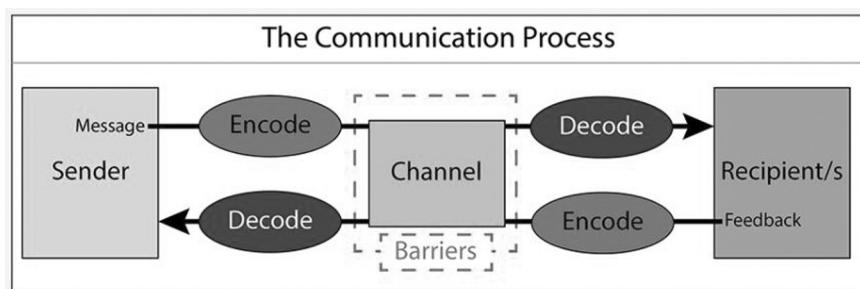 The Communication Process
Message
Encode
Decode
Sender
Channel
Recipient/s
Decode
Encode
Feedback
Barriers